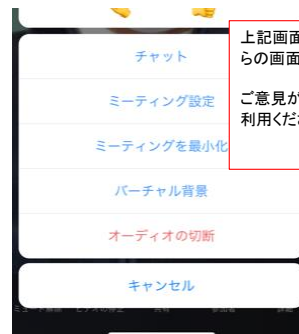 上記画面
らの画面
ご意見が
利用くだ
チャット
ミーティング設定
ミーティングを最小化
バーチャル背景
オーディオの切断
キャンセル